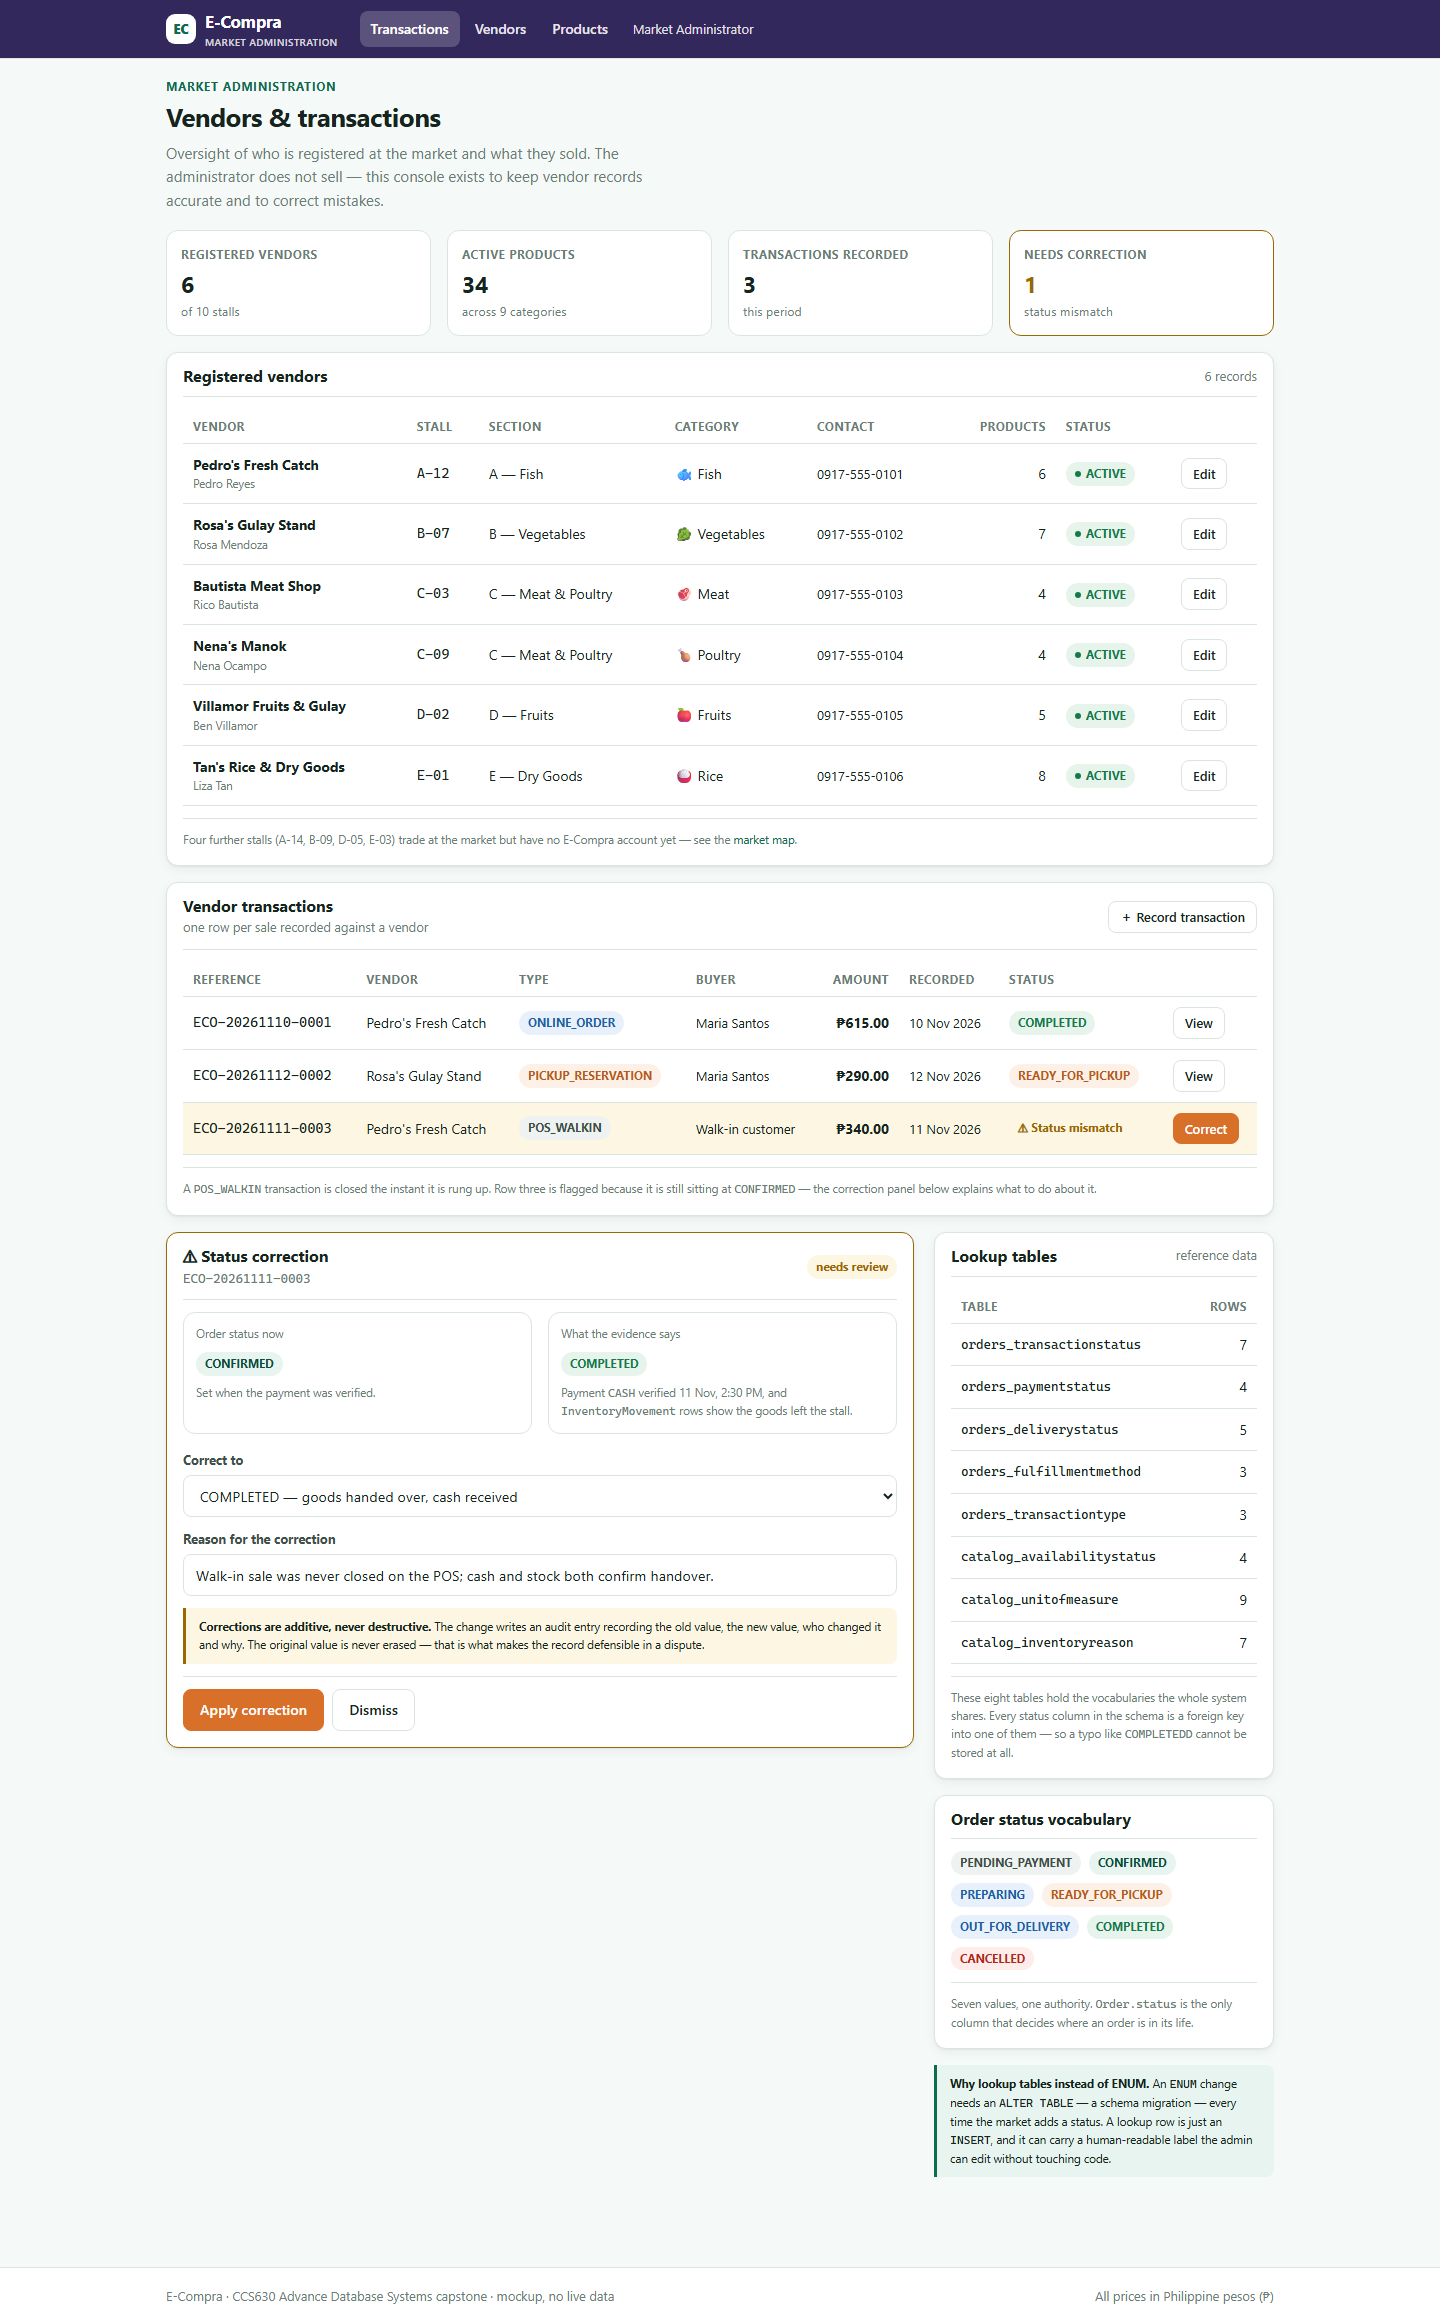 EC
E-Compra
MARKET ADMINISTRATION
Transactions
Vendors
Products
Market Administrator
MARKET ADMINISTRATION
Vendors & transactions
Oversight of who is registered at the market and what they sold. The
administrator does not sell — this console exists to keep vendor records
accurate and to correct mistakes.
REGISTERED VENDORS
6
of 10 stalls
ACTIVE PRODUCTS
34
across 9 categories
TRANSACTIONS RECORDED
3
this period
NEEDS CORRECTION
1
status mismatch
Registered vendors
6 records
VENDOR STALL SECTION CATEGORY CONTACT PRODUCTS STATUS
Pedro's Fresh Catch
Pedro Reyes
A-12 A — Fish Fish 0917-555-0101 6 ACTIVE Edit
Rosa's Gulay Stand
Rosa Mendoza
B-07 B — Vegetables Vegetables 0917-555-0102 7 ACTIVE Edit
Bautista Meat Shop
Rico Bautista
C-03 C — Meat & Poultry Meat 0917-555-0103 4 ACTIVE Edit
Nena's Manok
Nena Ocampo
C-09 C — Meat & Poultry Poultry 0917-555-0104 4 ACTIVE Edit
Villamor Fruits & Gulay
Ben Villamor
D-02 D — Fruits Fruits 0917-555-0105 5 ACTIVE Edit
Tan's Rice & Dry Goods
Liza Tan
E-01 E — Dry Goods Rice 0917-555-0106 8 ACTIVE Edit
Four further stalls (A-14, B-09, D-05, E-03) trade at the market but have no E-Compra account yet — see the market map.
Vendor transactions
one row per sale recorded against a vendor
+ Record transaction
REFERENCE VENDOR TYPE BUYER AMOUNT RECORDED STATUS
ECO-20261110-0001 Pedro's Fresh Catch ONLINE_ORDER Maria Santos ₱615.00 10 Nov 2026 COMPLETED View
ECO-20261112-0002 Rosa's Gulay Stand PICKUP_RESERVATION Maria Santos ₱290.00 12 Nov 2026 READY_FOR_PICKUP View
ECO-20261111-0003 Pedro's Fresh Catch POS_WALKIN Walk-in customer ₱340.00 11 Nov 2026 ⚠ Status mismatch Correct
A POS_WALKIN transaction is closed the instant it is rung up. Row three is flagged because it is still sitting at CONFIRMED — the correction panel below explains what to do about it.
⚠ Status correction
ECO-20261111-0003
needs review
Order status now
CONFIRMED
Set when the payment was verified.
What the evidence says
COMPLETED
Payment CASH verified 11 Nov, 2:30 PM, and
InventoryMovement rows show the goods left the stall.
Correct to
COMPLETED — goods handed over, cash received
Reason for the correction
Walk-in sale was never closed on the POS; cash and stock both confirm handover.
Corrections are additive, never destructive. The change writes an audit entry recording the old value, the new value, who changed it
and why. The original value is never erased — that is what makes the record defensible in a dispute.
Apply correction
Dismiss
Lookup tables
reference data
TABLE ROWS
orders_transactionstatus 7
orders_paymentstatus 4
orders_deliverystatus 5
orders_fulfillmentmethod 3
orders_transactiontype 3
catalog_availabilitystatus 4
catalog_unitofmeasure 9
catalog_inventoryreason 7
These eight tables hold the vocabularies the whole system
shares. Every status column in the schema is a foreign key
into one of them — so a typo like COMPLETEDD cannot be
stored at all.
Order status vocabulary
PENDING_PAYMENT CONFIRMED
PREPARING READY_FOR_PICKUP
OUT_FOR_DELIVERY COMPLETED
CANCELLED
Seven values, one authority. Order.status is the only
column that decides where an order is in its life.
Why lookup tables instead of ENUM. An ENUM change
needs an ALTER TABLE — a schema migration — every
time the market adds a status. A lookup row is just an
INSERT, and it can carry a human-readable label the admin
can edit without touching code.
E-Compra · CCS630 Advance Database Systems capstone · mockup, no live data
All prices in Philippine pesos (₱)